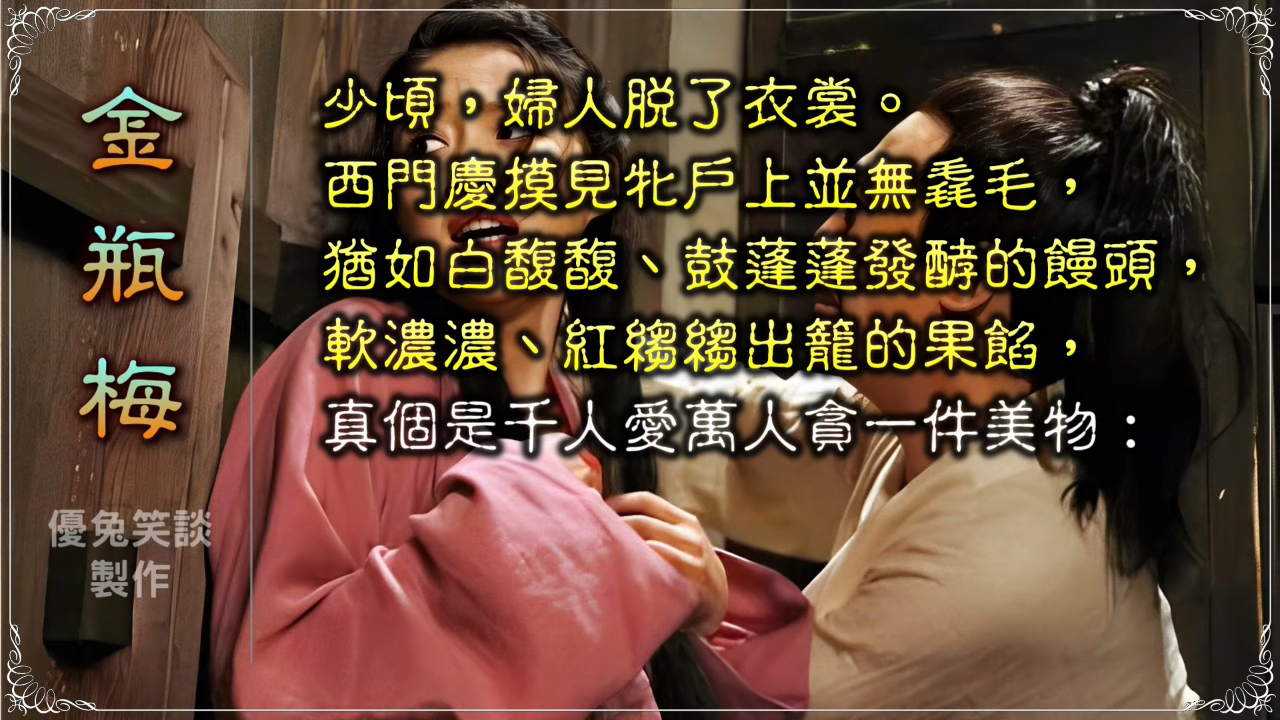 金瓶梅
優兔笑談
製作
少頃，婦人脱了衣裳。
西門慶摸見牝戶上並無毳毛，
猶如白馥馥、鼓蓬蓬發酵的饅頭，
軟濃濃、紅縐縐出籠的果餡，
真個是千人愛萬人貪一件美物：